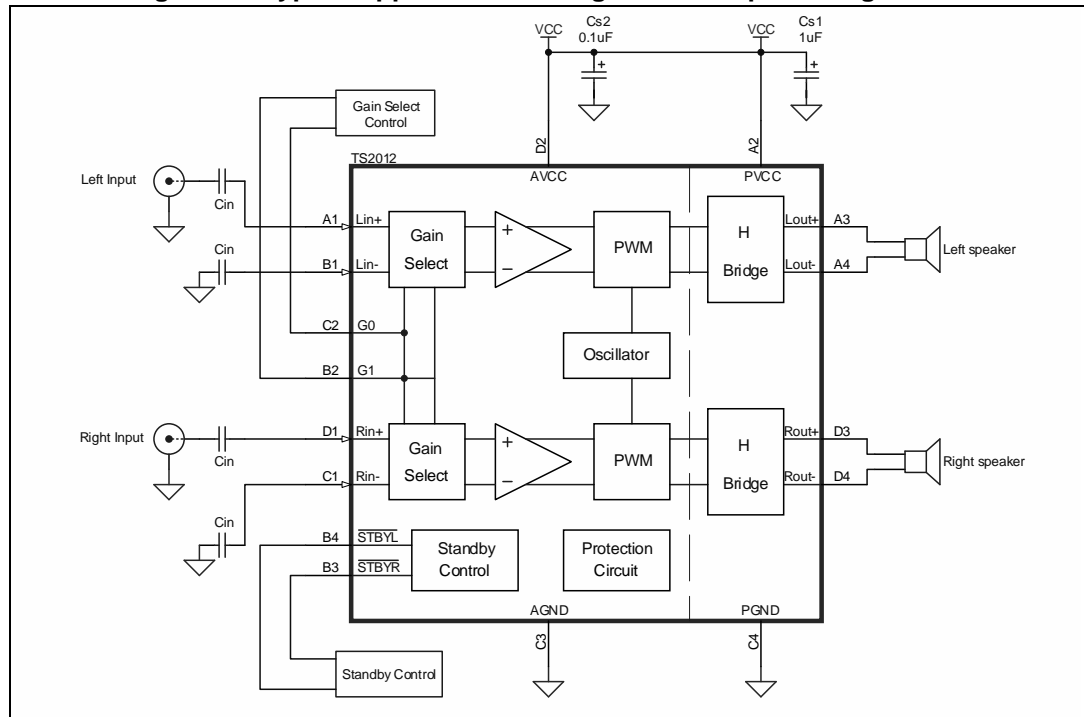 VCC
Cs2
0.1uF
VCC
Cs1
1uF
Gain Select
Control
D2
A2
TS2012
AVCC
PVCC
Left Input
Cin
A1
Lin+
Gain
Select
+
−
PWM
H
Bridge
Lout+
A3
Lout-
A4
Left speaker
Cin
B1
Lin-
C2
G0
Oscillator
B2
G1
Right Input
Cin
D1
Rin+
Gain
Select
+
−
PWM
H
Bridge
Rout+
D3
Rout-
D4
Right speaker
C1
Rin-
Cin
B4
STBYL
B3
STBYR
Standby
Control
Protection
Circuit
AGND
PGND
C3
C4
Standby Control